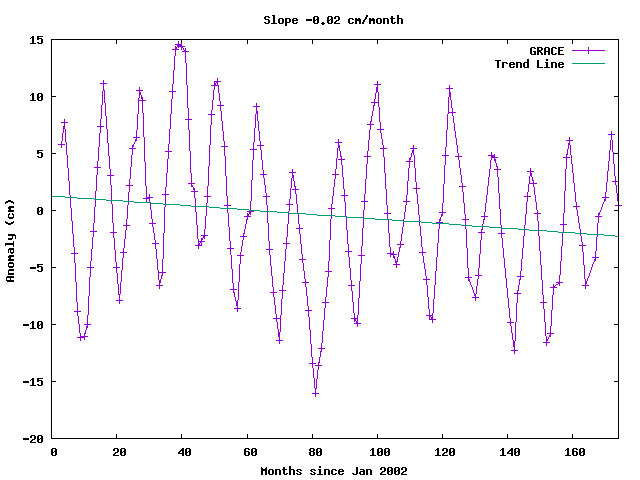 Slope -0.02 cm/month
GRACE
Trend Line
15
10
5
0
-5
-10
-15
-20
Anomaly (cm)
0 20 40 60 80 100 120 140 160
Months since Jan 2002